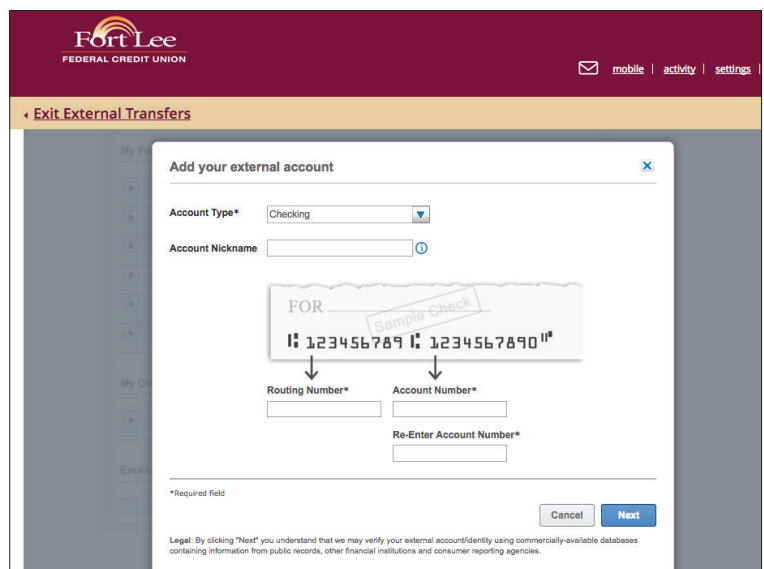 Fort Lee
FEDERAL CREDIT UNION
mobile | activity | settings |
Exit External Transfers
My Fo
Add your external account
Account Type*
Checking
Account Nickname
FOR
Sample Check
123456789 1234567890
Routing Number*
Account Number*
Re-Enter Account Number*
My Ot
Emails
*Required field
Cancel
Next
Legal: By clicking "Next" you understand that we may verify your external account/identity using commercially-available databases
containing information from public records, other financial institutions and consumer reporting agencies.